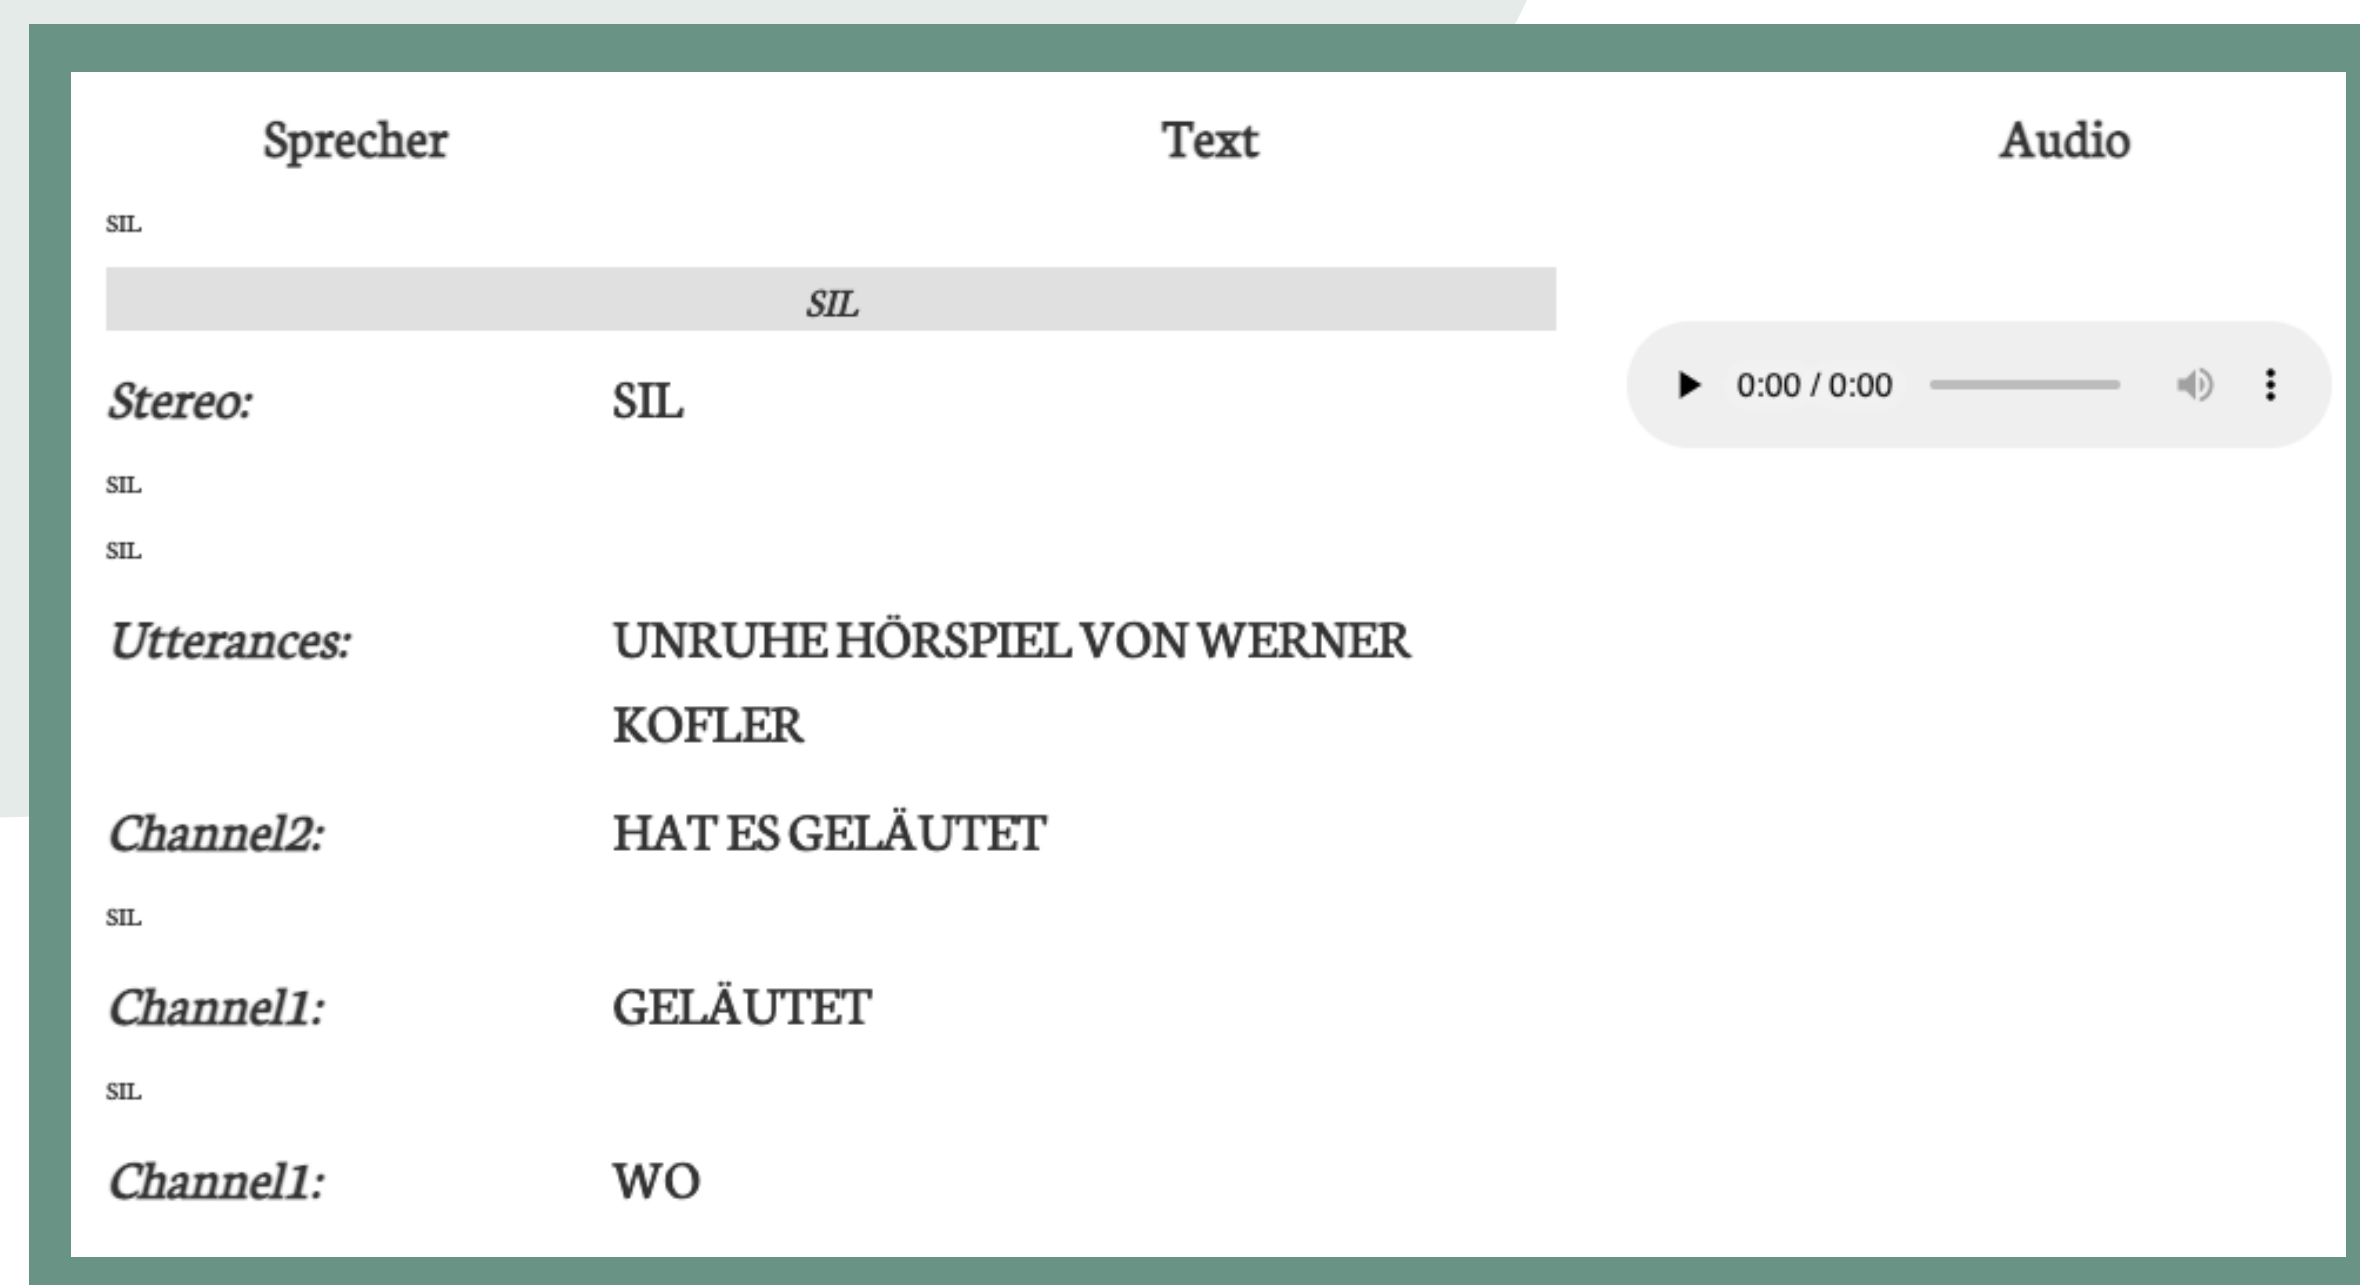 Sprecher Text Audio
SIL
SIL
Stereo: SIL 0:00 / 0:00
SIL
SIL
Utterances: UNRUHE HÖRSPIEL VON WERNER
KOFLER
Channel2: HAT ES GELÄUTET
SIL
Channel1: GELÄUTET
SIL
Channel1: WO